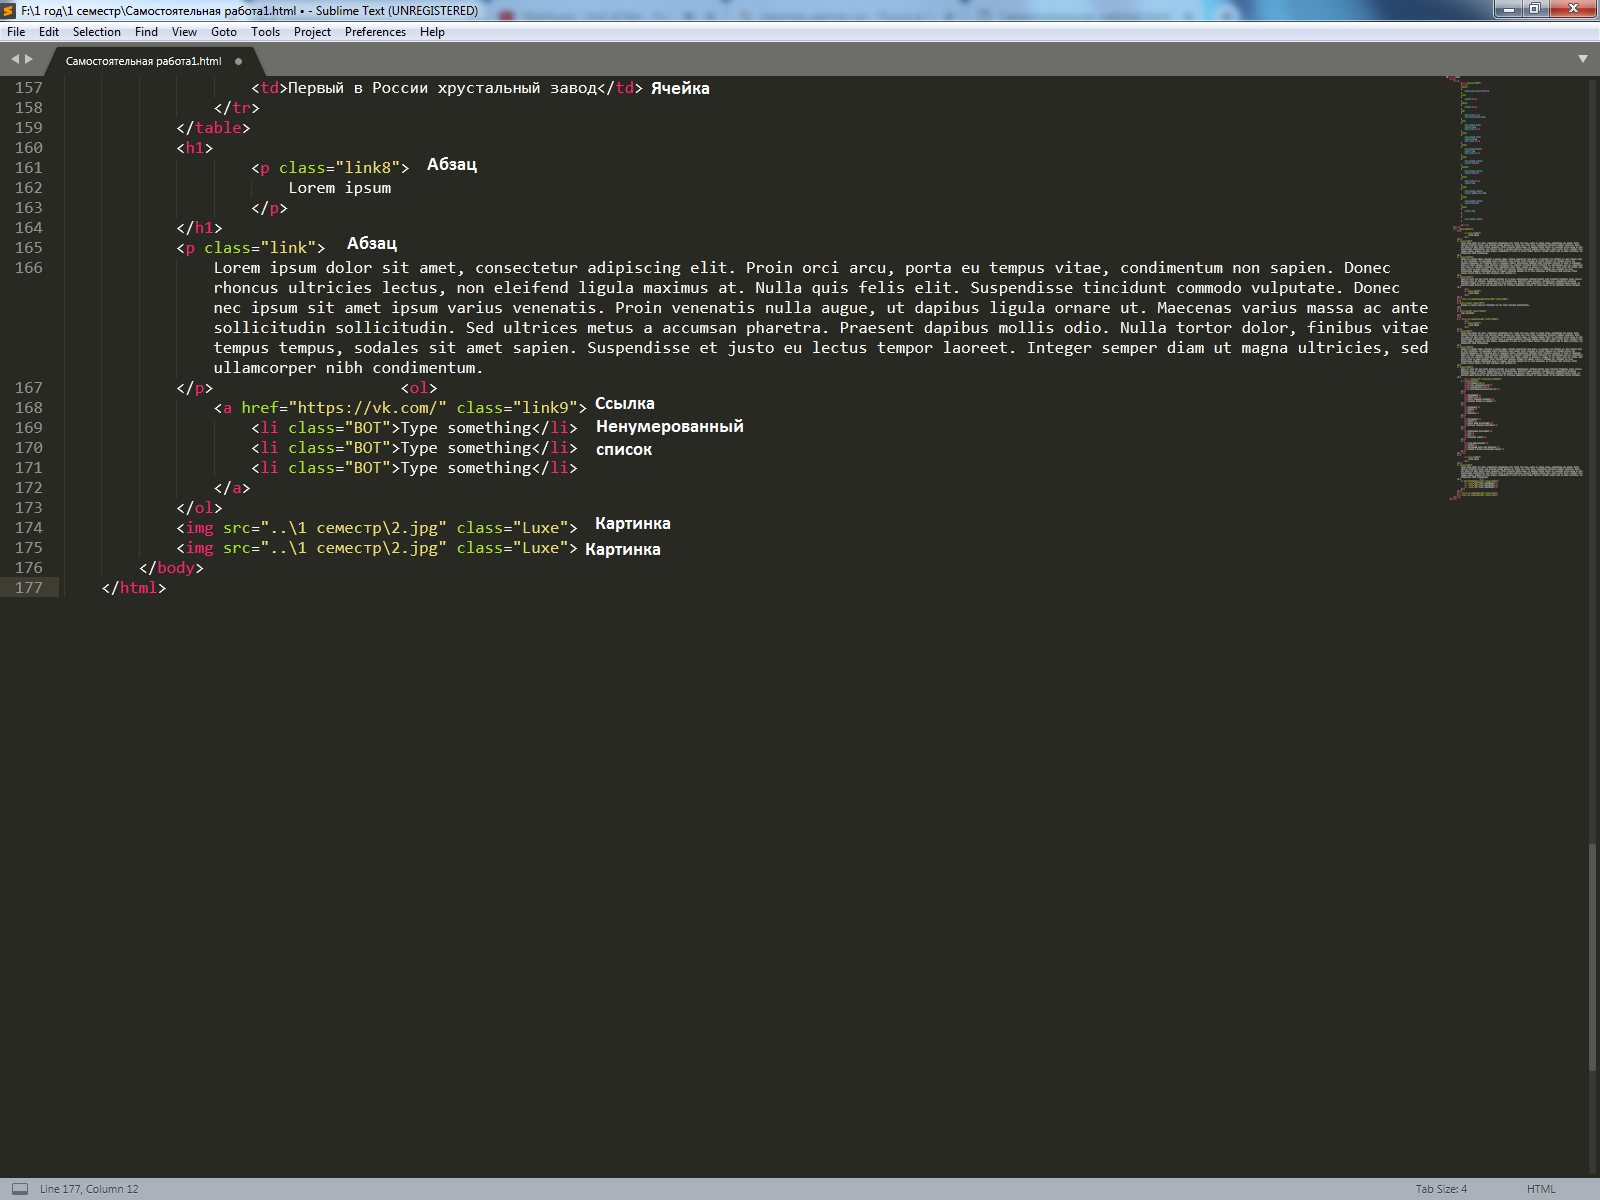 F:\1 год\1 семестр\Самостоятельная работа1.html • - Sublime Text (UNREGISTERED)
File Edit Selection Find View Goto Tools Project Preferences Help
Самостоятельная работа1.html
157 <td>Первый в России хрустальный завод</td> Ячейка
158 </tr>
159 </table>
160 <h1>
161 <p class="link8"> Абзац
162 Lorem ipsum
163 </p>
164 </h1>
165 <p class="link"> Абзац
166 Lorem ipsum dolor sit amet, consectetur adipiscing elit. Proin orci arcu, porta eu tempus vitae, condimentum non sapien. Donec
rhoncus ultricies lectus, non eleifend ligula maximus at. Nulla quis felis elit. Suspendisse tincidunt commodo vulputate. Donec
nec ipsum sit amet ipsum varius venenatis. Proin venenatis nulla augue, ut dapibus ligula ornare ut. Maecenas varius massa ac ante
sollicitudin sollicitudin. Sed ultrices metus a accumsan pharetra. Praesent dapibus mollis odio. Nulla tortor dolor, finibus vitae
tempus tempus, sodales sit amet sapien. Suspendisse et justo eu lectus tempor laoreet. Integer semper diam ut magna ultricies, sed
ullamcorper nibh condimentum.
167 </p> <ol>
168 <a href="https://vk.com/" class="link9"> Ссылка
169 <li class="BOT">Type something</li> Ненумерованный
170 <li class="BOT">Type something</li> список
171 <li class="BOT">Type something</li>
172 </a>
173 </ol>
174 <img src="..\1 семестр\2.jpg" class="Luxe"> Картинка
175 <img src="..\1 семестр\2.jpg" class="Luxe"> Картинка
176 </body>
177 </html>
Line 177, Column 12 Tab Size: 4 HTML